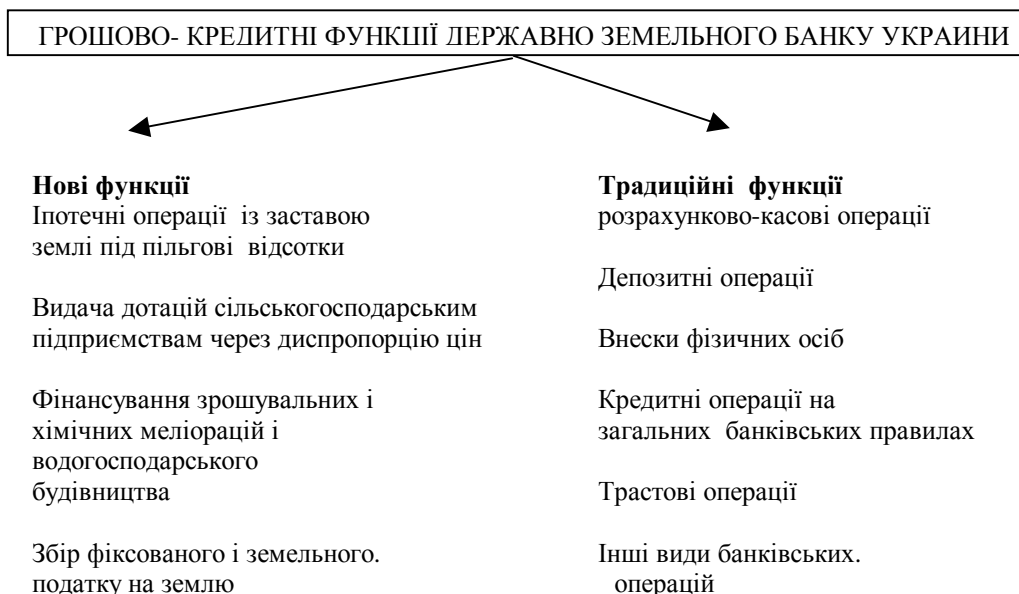 ГРОШОВО- КРЕДИТНІ ФУНКЦІЇ ДЕРЖАВНО ЗЕМЕЛЬНОГО БАНКУ УКРАИНИ
Нові функції
Іпотечні операції із заставою
землі під пільгові відсотки
Видача дотацій сільськогосподарським
підприємствам через диспропорцію цін
Фінансування зрошувальних і
хімічних меліорацій і
водогосподарського
будівництва
Збір фіксованого і земельного.
податку на землю
Традиційні функції
розрахунково-касові операції
Депозитні операції
Внески фізичних осіб
Кредитні операції на
загальних банківських правилах
Трастові операції
Інші види банківських.
операцій